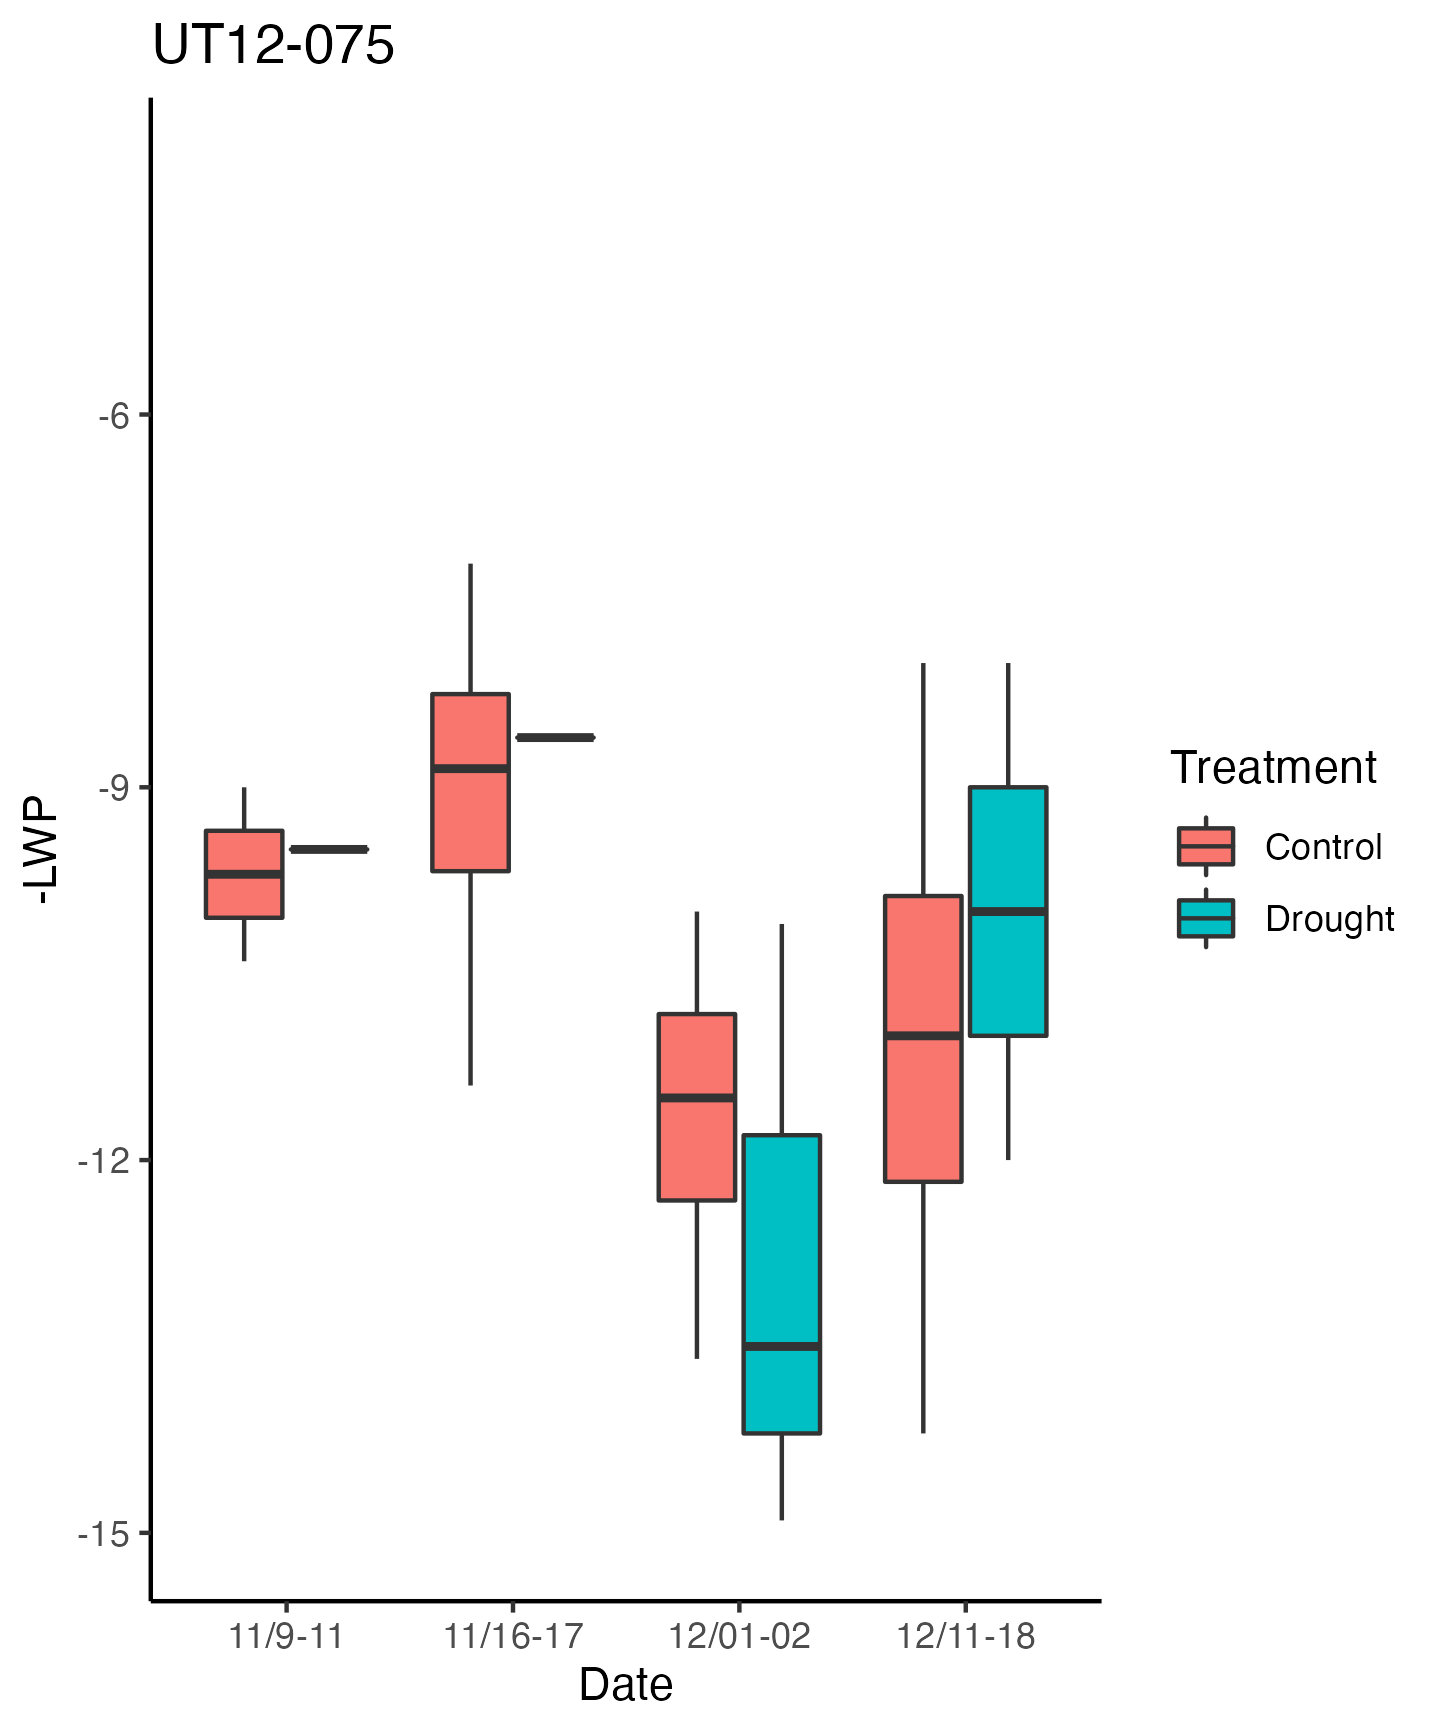 UT12-075
-6
-9
-12
-15
-LWP
11/9-11
11/16-17
12/01-02
12/11-18
Date
Treatment
Control
Drought